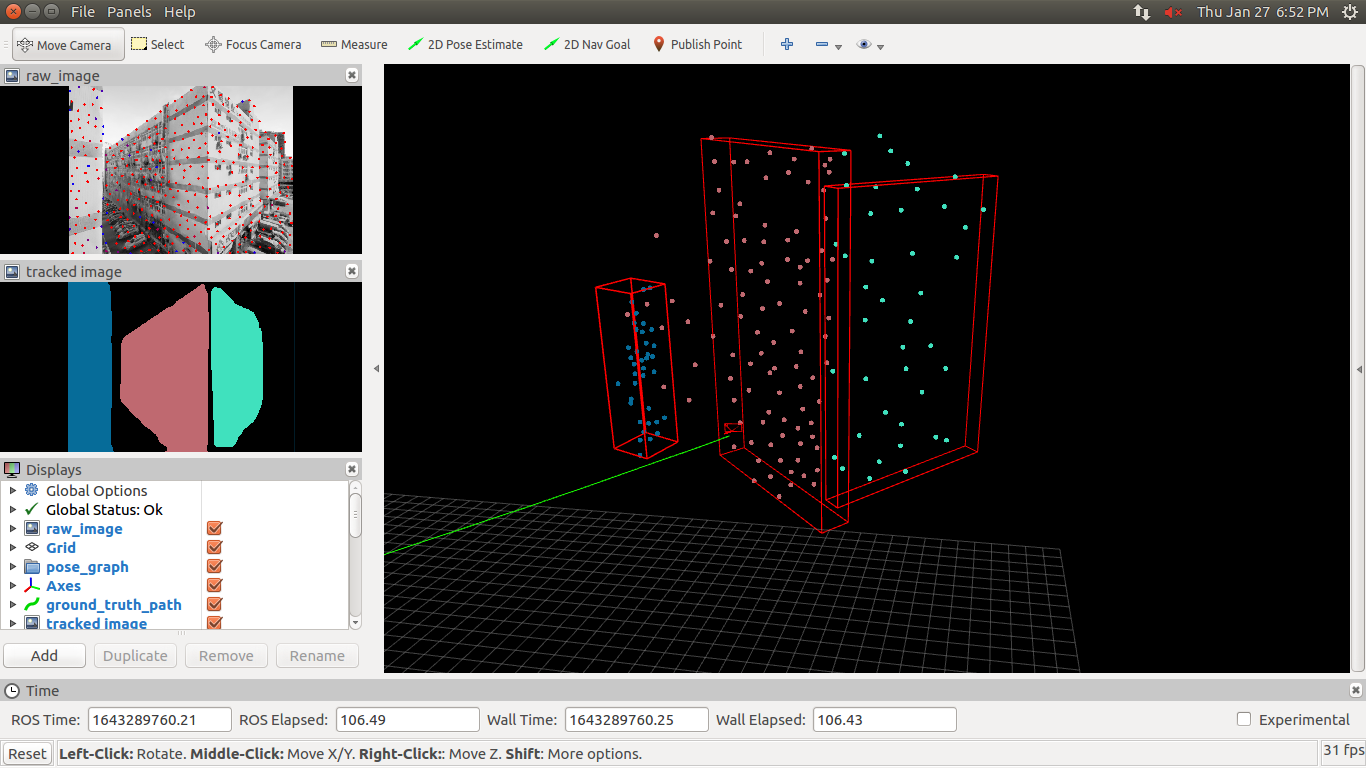 File Panels Help
Thu Jan 27 6:52 PM
Move Camera Select Focus Camera Measure 2D Pose Estimate 2D Nav Goal Publish Point
raw_image
tracked image
Displays
Global Options
Global Status: Ok
raw_image
Grid
pose_graph
Axes
ground_truth_path
tracked image
Add Duplicate Remove Rename
Time
ROS Time: 1643289760.21 ROS Elapsed: 106.49 Wall Time: 1643289760.25 Wall Elapsed: 106.43 Experimental
Reset Left-Click: Rotate. Middle-Click: Move X/Y. Right-Click:: Move Z. Shift: More options. 31 fps